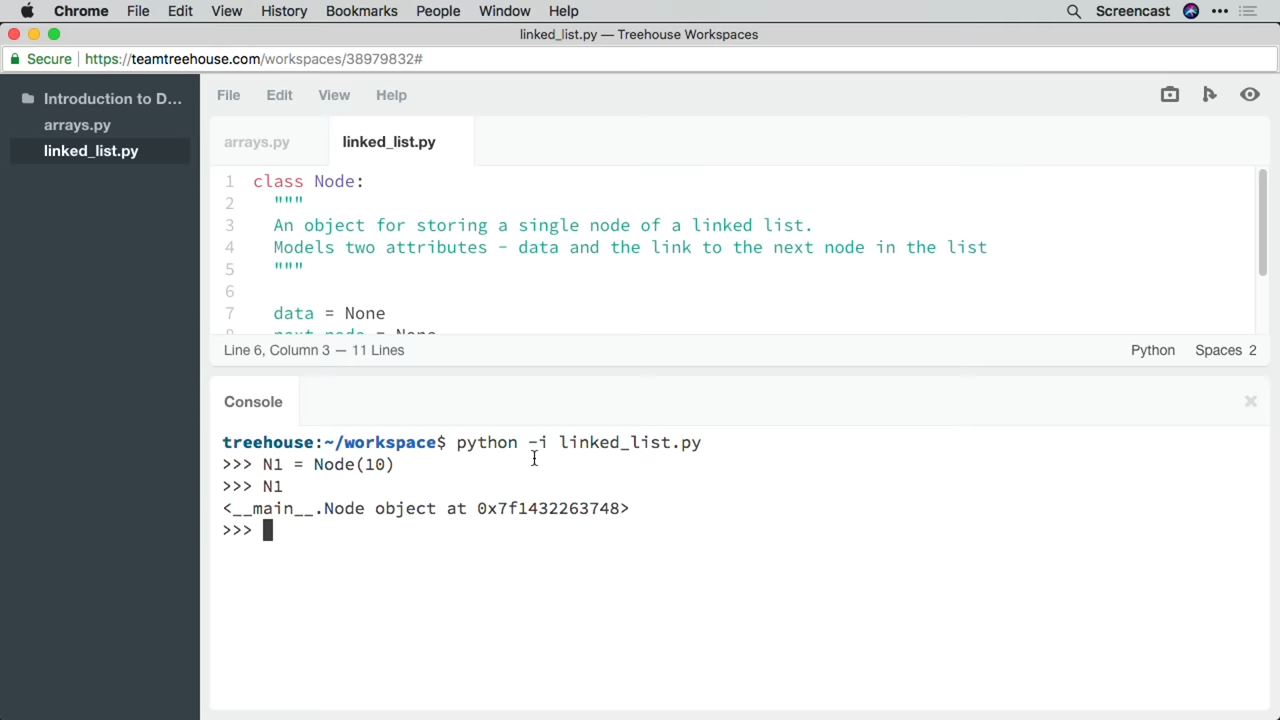 Chrome File Edit View History Bookmarks People Window Help Screencast
linked_list.py — Treehouse Workspaces
Secure https://teamtreehouse.com/workspaces/38979832#
Introduction to D...
arrays.py
linked_list.py
File Edit View Help
arrays.py linked_list.py
1 class Node:
2 """
3 An object for storing a single node of a linked list.
4 Models two attributes - data and the link to the next node in the list
5 """
6
7 data = None
8 next_node = None
Line 6, Column 3 — 11 Lines Python Spaces 2
Console
treehouse:~/workspace$ python -i linked_list.py
>>> N1 = Node(10)
>>> N1
<__main__.Node object at 0x7f1432263748>
>>>